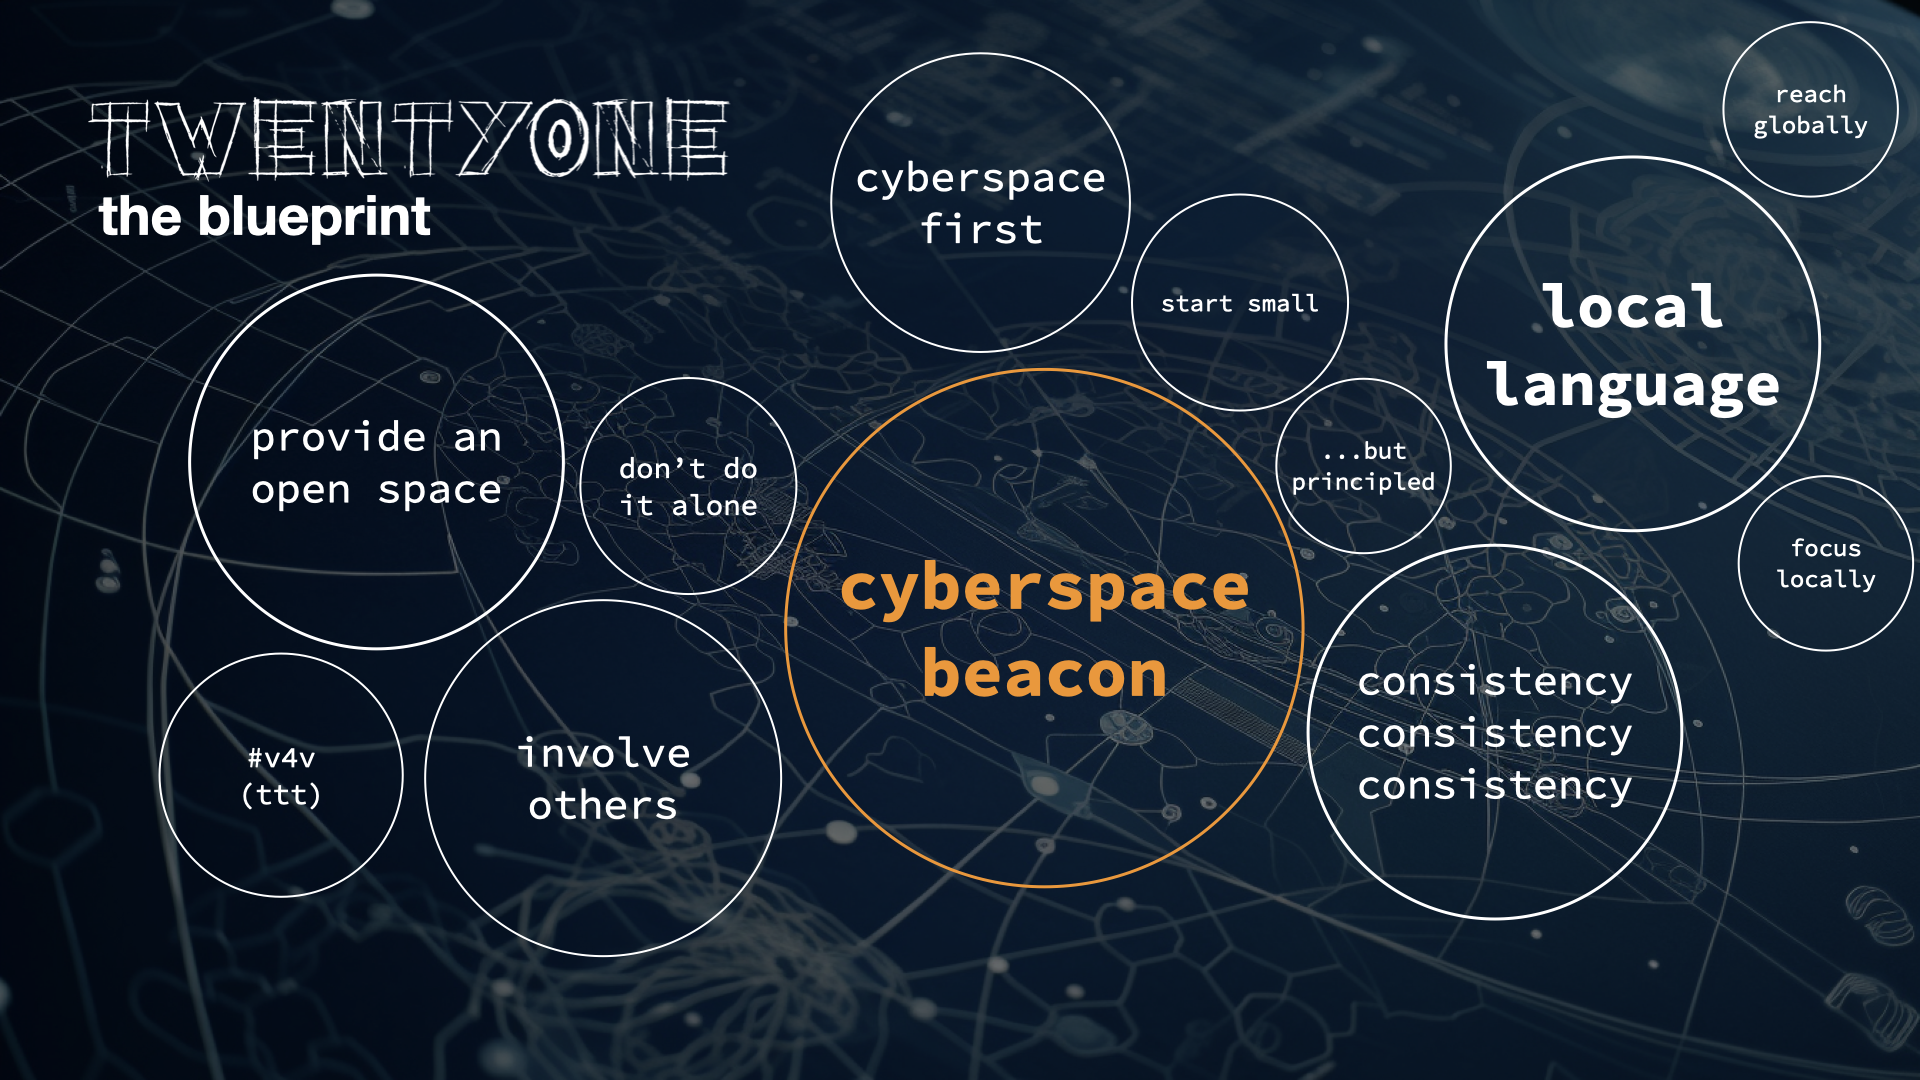 TWENTYONE
the blueprint
cyberspace
first
start small
...but
principled
local
language
reach
globally
focus
locally
provide an
open space
don’t do
it alone
cyberspace
beacon
consistency
consistency
consistency
#v4v
(ttt)
involve
others